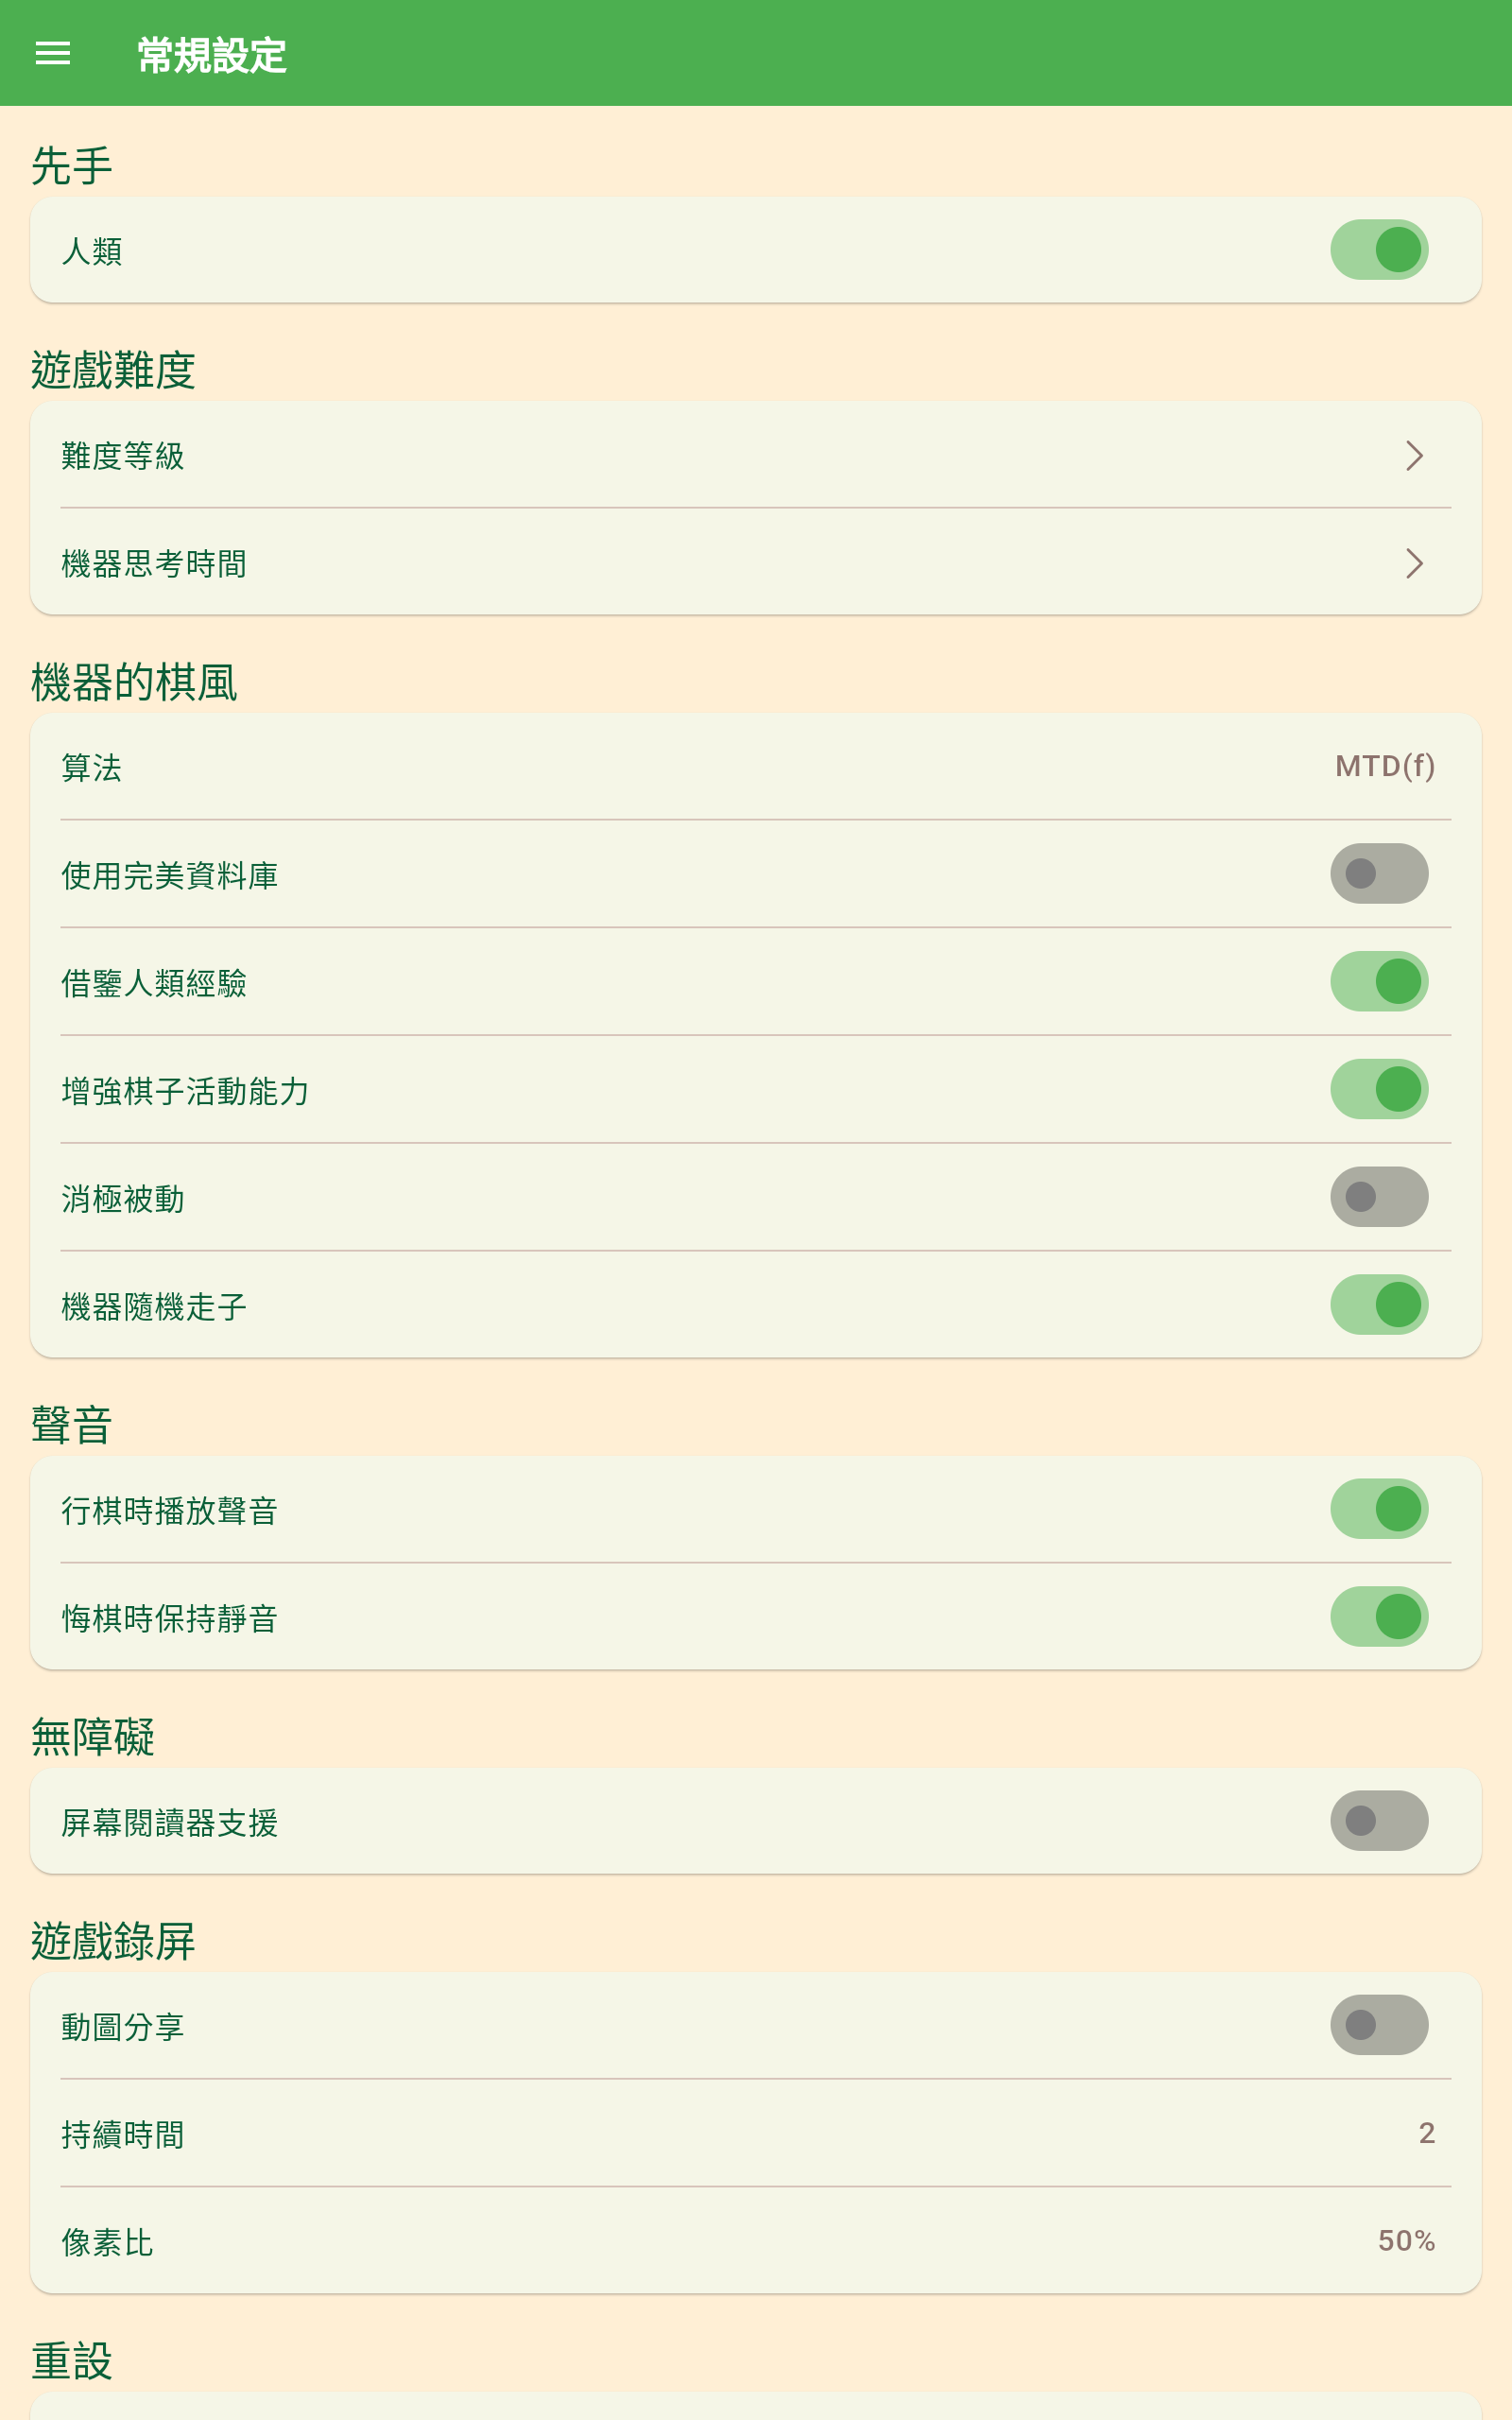 常規設定
先手
人類
遊戲難度
難度等級
機器思考時間
機器的棋風
算法 MTD(f)
使用完美資料庫
借鑒人類經驗
增強棋子活動能力
消極被動
機器隨機走子
聲音
行棋時播放聲音
悔棋時保持靜音
無障礙
屏幕閱讀器支援
遊戲錄屏
動圖分享
持續時間 2
像素比 50%
重設